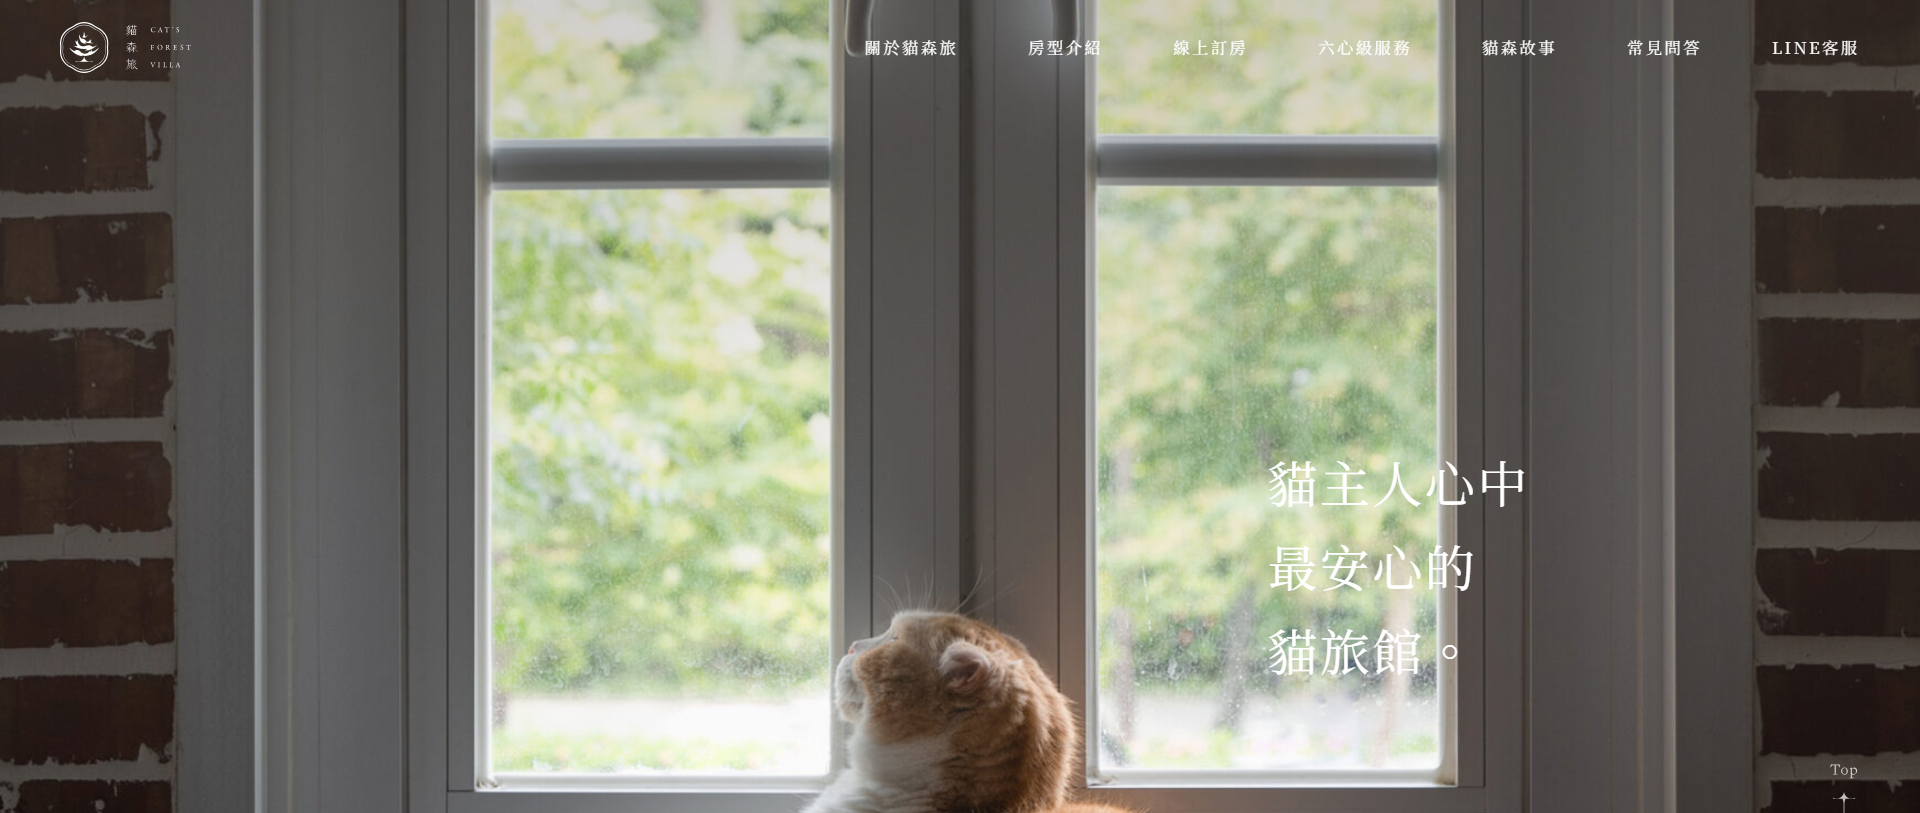 貓 CAT'S
森 FOREST
旅 VILLA
關於貓森旅 房型介紹 線上訂房 六心級服務 貓森故事 常見問答 LINE客服
貓主人心中
最安心的
貓旅館。
Top